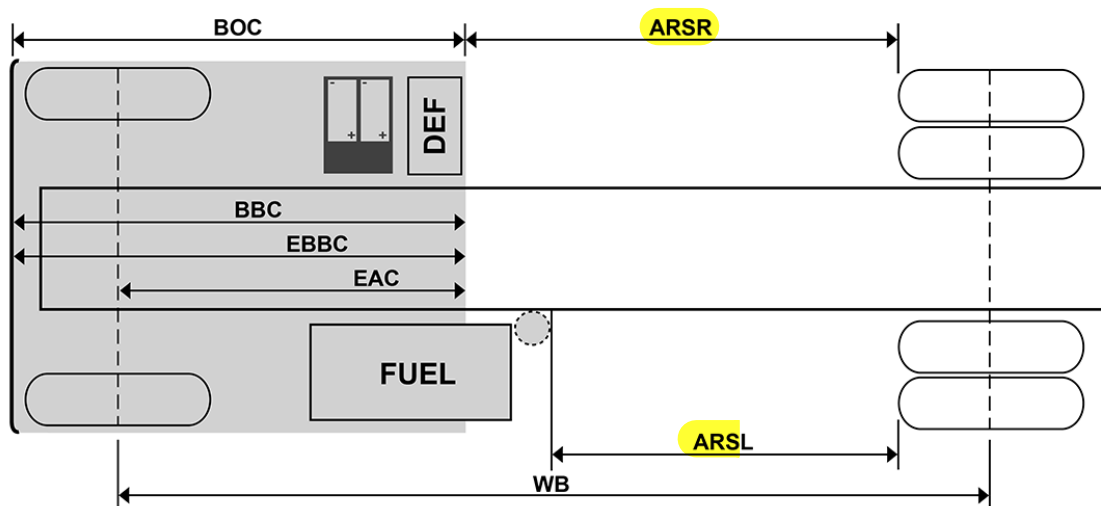 BOC
ARSR
- -
+ +
DEF
BBC
EBBC
EAC
FUEL
ARSL
WB